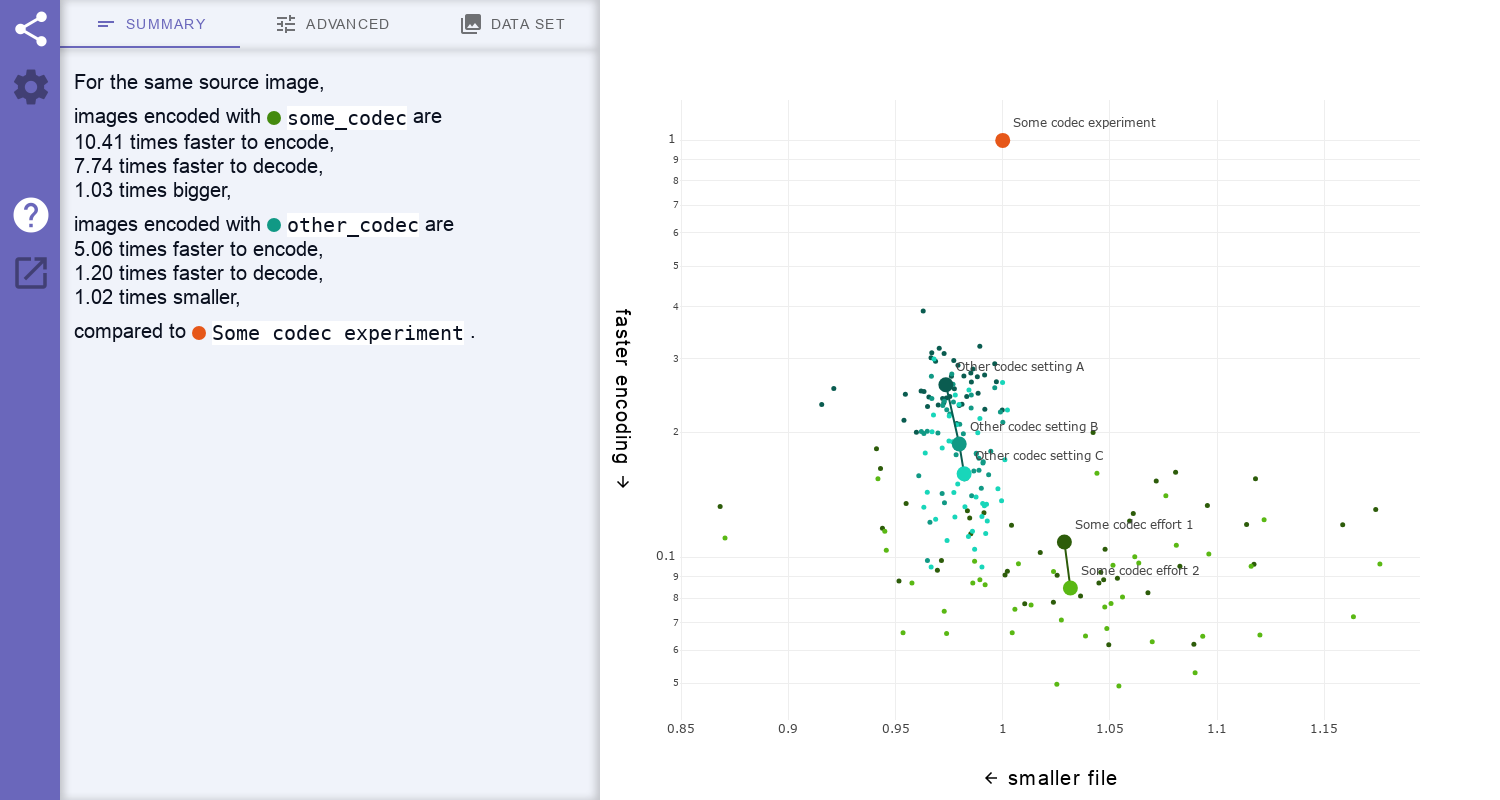 SUMMARY
ADVANCED
DATA SET
For the same source image,
images encoded with some_codec are
10.41 times faster to encode,
7.74 times faster to decode,
1.03 times bigger,
images encoded with other_codec are
5.06 times faster to encode,
1.20 times faster to decode,
1.02 times smaller,
compared to Some codec experiment .
Some codec experiment
1
9
8
7
6
5
4
3
2
0.1
9
8
7
6
5
faster encoding →
Other codec setting A
Other codec setting B
Other codec setting C
Some codec effort 1
Some codec effort 2
0.85
0.9
0.95
1
1.05
1.1
1.15
← smaller file